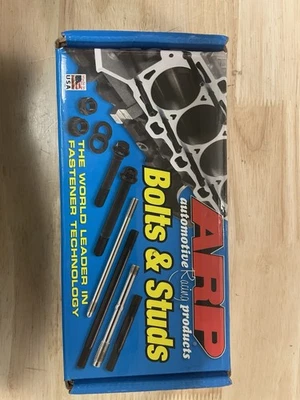 ARP
automotive Racing products
Bolts & Studs
THE WORLD LEADER IN
FASTENER TECHNOLOGY
USA